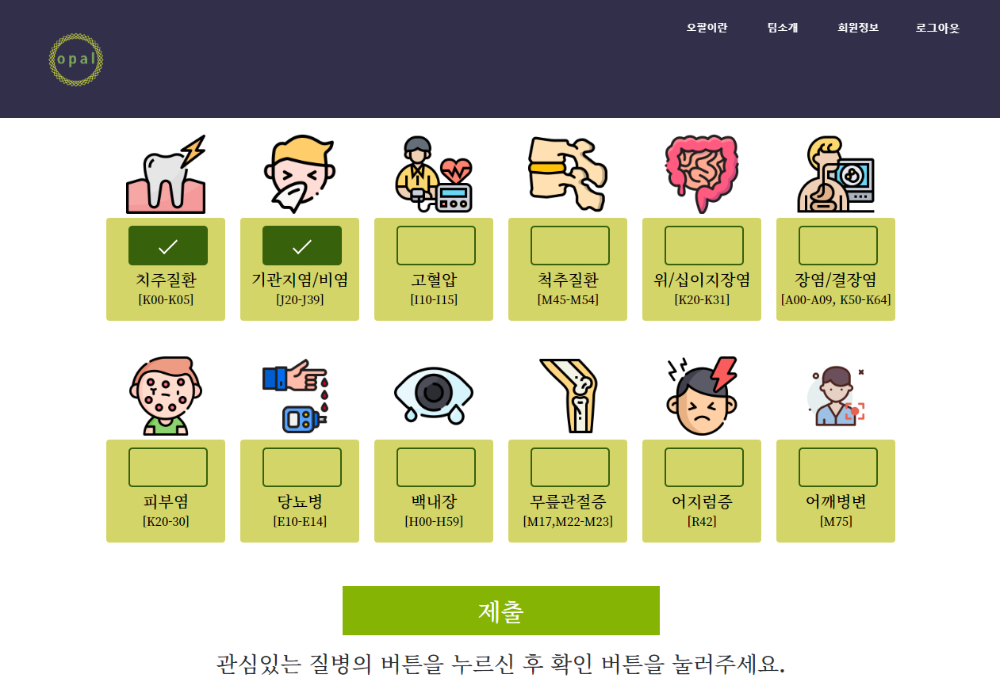 오팔이란 팀소개 회원정보 로그아웃
opal
치주질환 기관지염/비염 고혈압 척추질환 위/십이지장염 장염/결장염
[K00-K05] [J20-J39] [I10-I15] [M45-M54] [K20-K31] [A00-A09, K50-K64]
피부염 당뇨병 백내장 무릎관절증 어지럼증 어깨병변
[K20-30] [E10-E14] [H00-H59] [M17,M22-M23] [R42] [M75]
제출
관심있는 질병의 버튼을 누르신 후 확인 버튼을 눌러주세요.